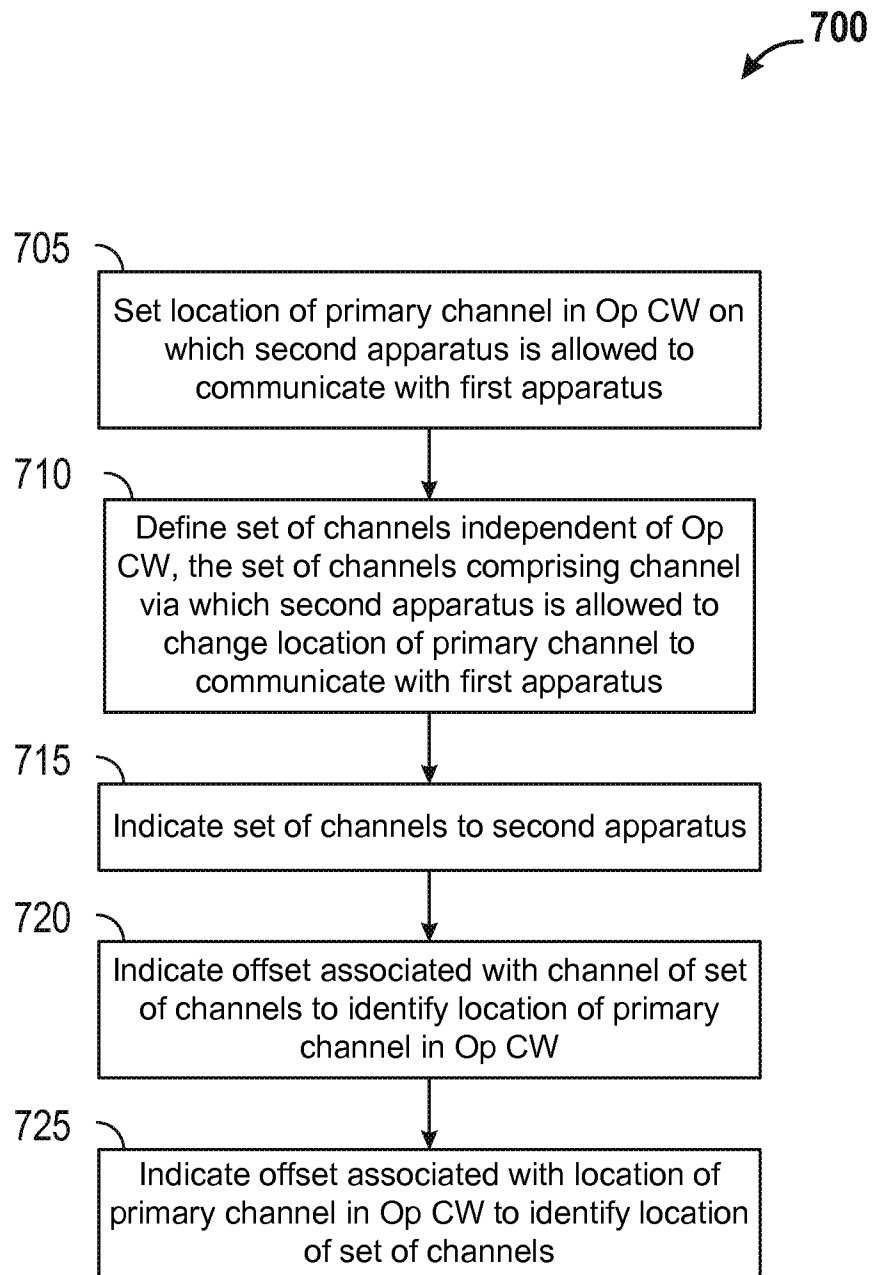 700
705
Set location of primary channel in Op CW on
which second apparatus is allowed to
communicate with first apparatus
710
Define set of channels independent of Op
CW, the set of channels comprising channel
via which second apparatus is allowed to
change location of primary channel to
communicate with first apparatus
715
Indicate set of channels to second apparatus
720
Indicate offset associated with channel of set
of channels to identify location of primary
channel in Op CW
725
Indicate offset associated with location of
primary channel in Op CW to identify location
of set of channels